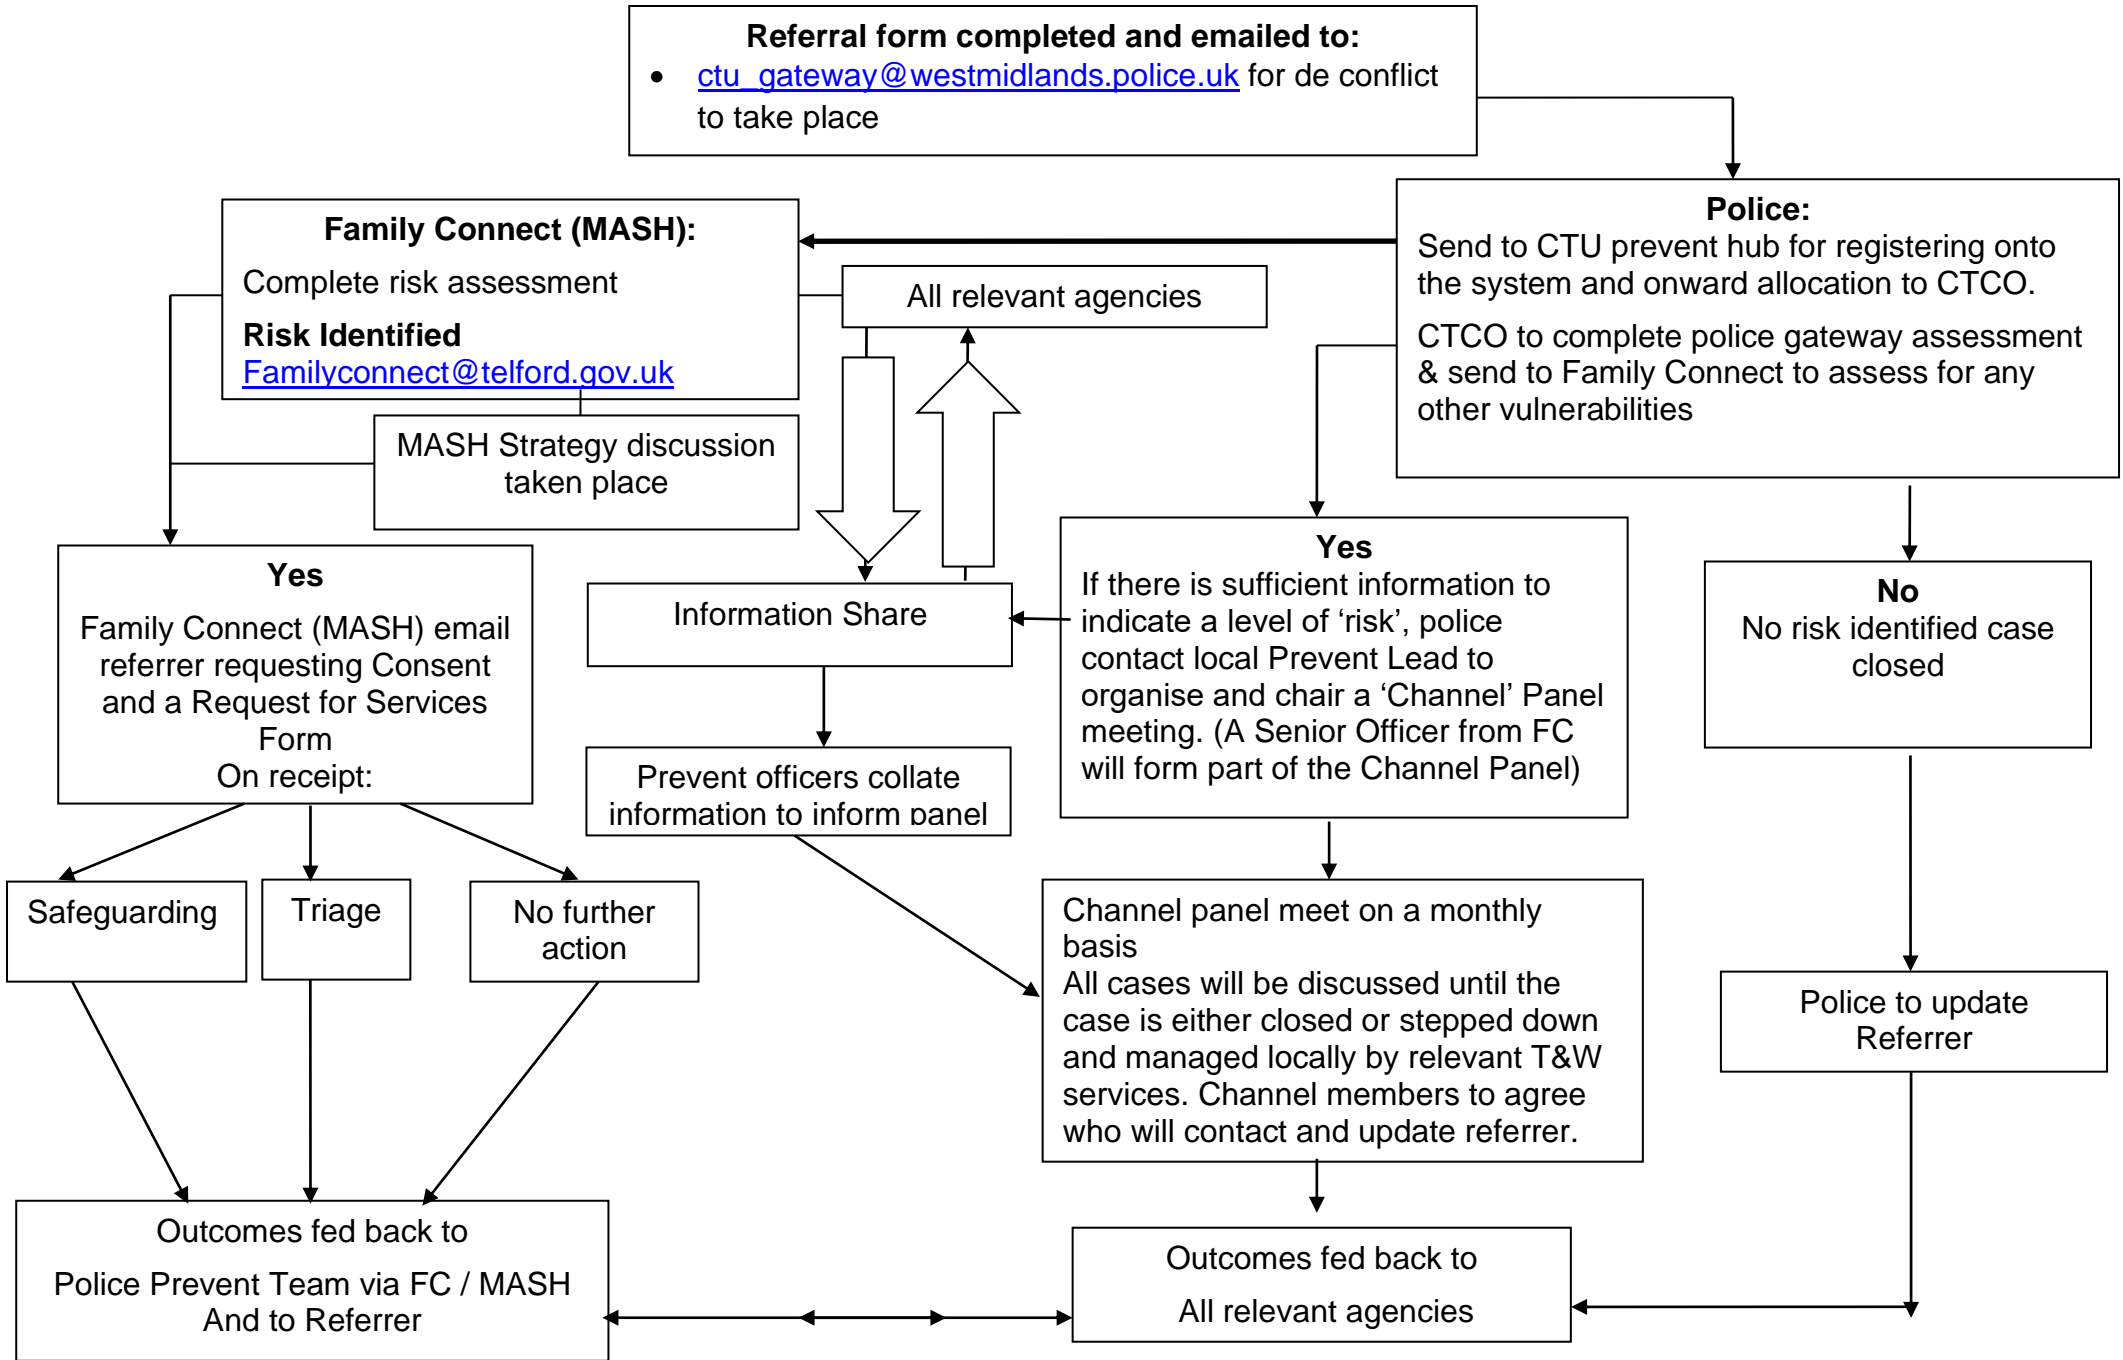 Referral form completed and emailed to:
• ctu_gateway@westmidlands.police.uk for de conflict
to take place
Police:
Send to CTU prevent hub for registering onto
the system and onward allocation to CTCO.
CTCO to complete police gateway assessment
& send to Family Connect to assess for any
other vulnerabilities
Family Connect (MASH):
Complete risk assessment
Risk Identified
Familyconnect@telford.gov.uk
All relevant agencies
MASH Strategy discussion
taken place
Yes
Family Connect (MASH) email
referrer requesting Consent
and a Request for Services
Form
On receipt:
Information Share
Yes
If there is sufficient information to
indicate a level of ‘risk’, police
contact local Prevent Lead to
organise and chair a ‘Channel’ Panel
meeting. (A Senior Officer from FC
will form part of the Channel Panel)
No
No risk identified case
closed
Prevent officers collate
information to inform panel
Safeguarding
Triage
No further
action
Channel panel meet on a monthly
basis
All cases will be discussed until the
case is either closed or stepped down
and managed locally by relevant T&W
services. Channel members to agree
who will contact and update referrer.
Police to update
Referrer
Outcomes fed back to
Police Prevent Team via FC / MASH
And to Referrer
Outcomes fed back to
All relevant agencies